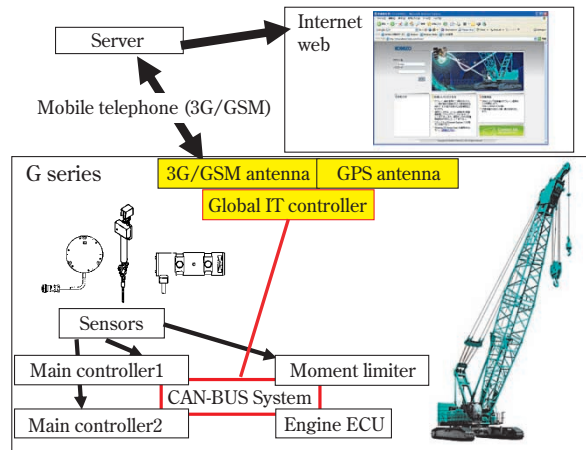 Server
Internet
web
Mobile telephone (3G/GSM)
G series
3G/GSM antenna
GPS antenna
Global IT controller
Sensors
Main controller1
Moment limiter
CAN-BUS System
Main controller2
Engine ECU